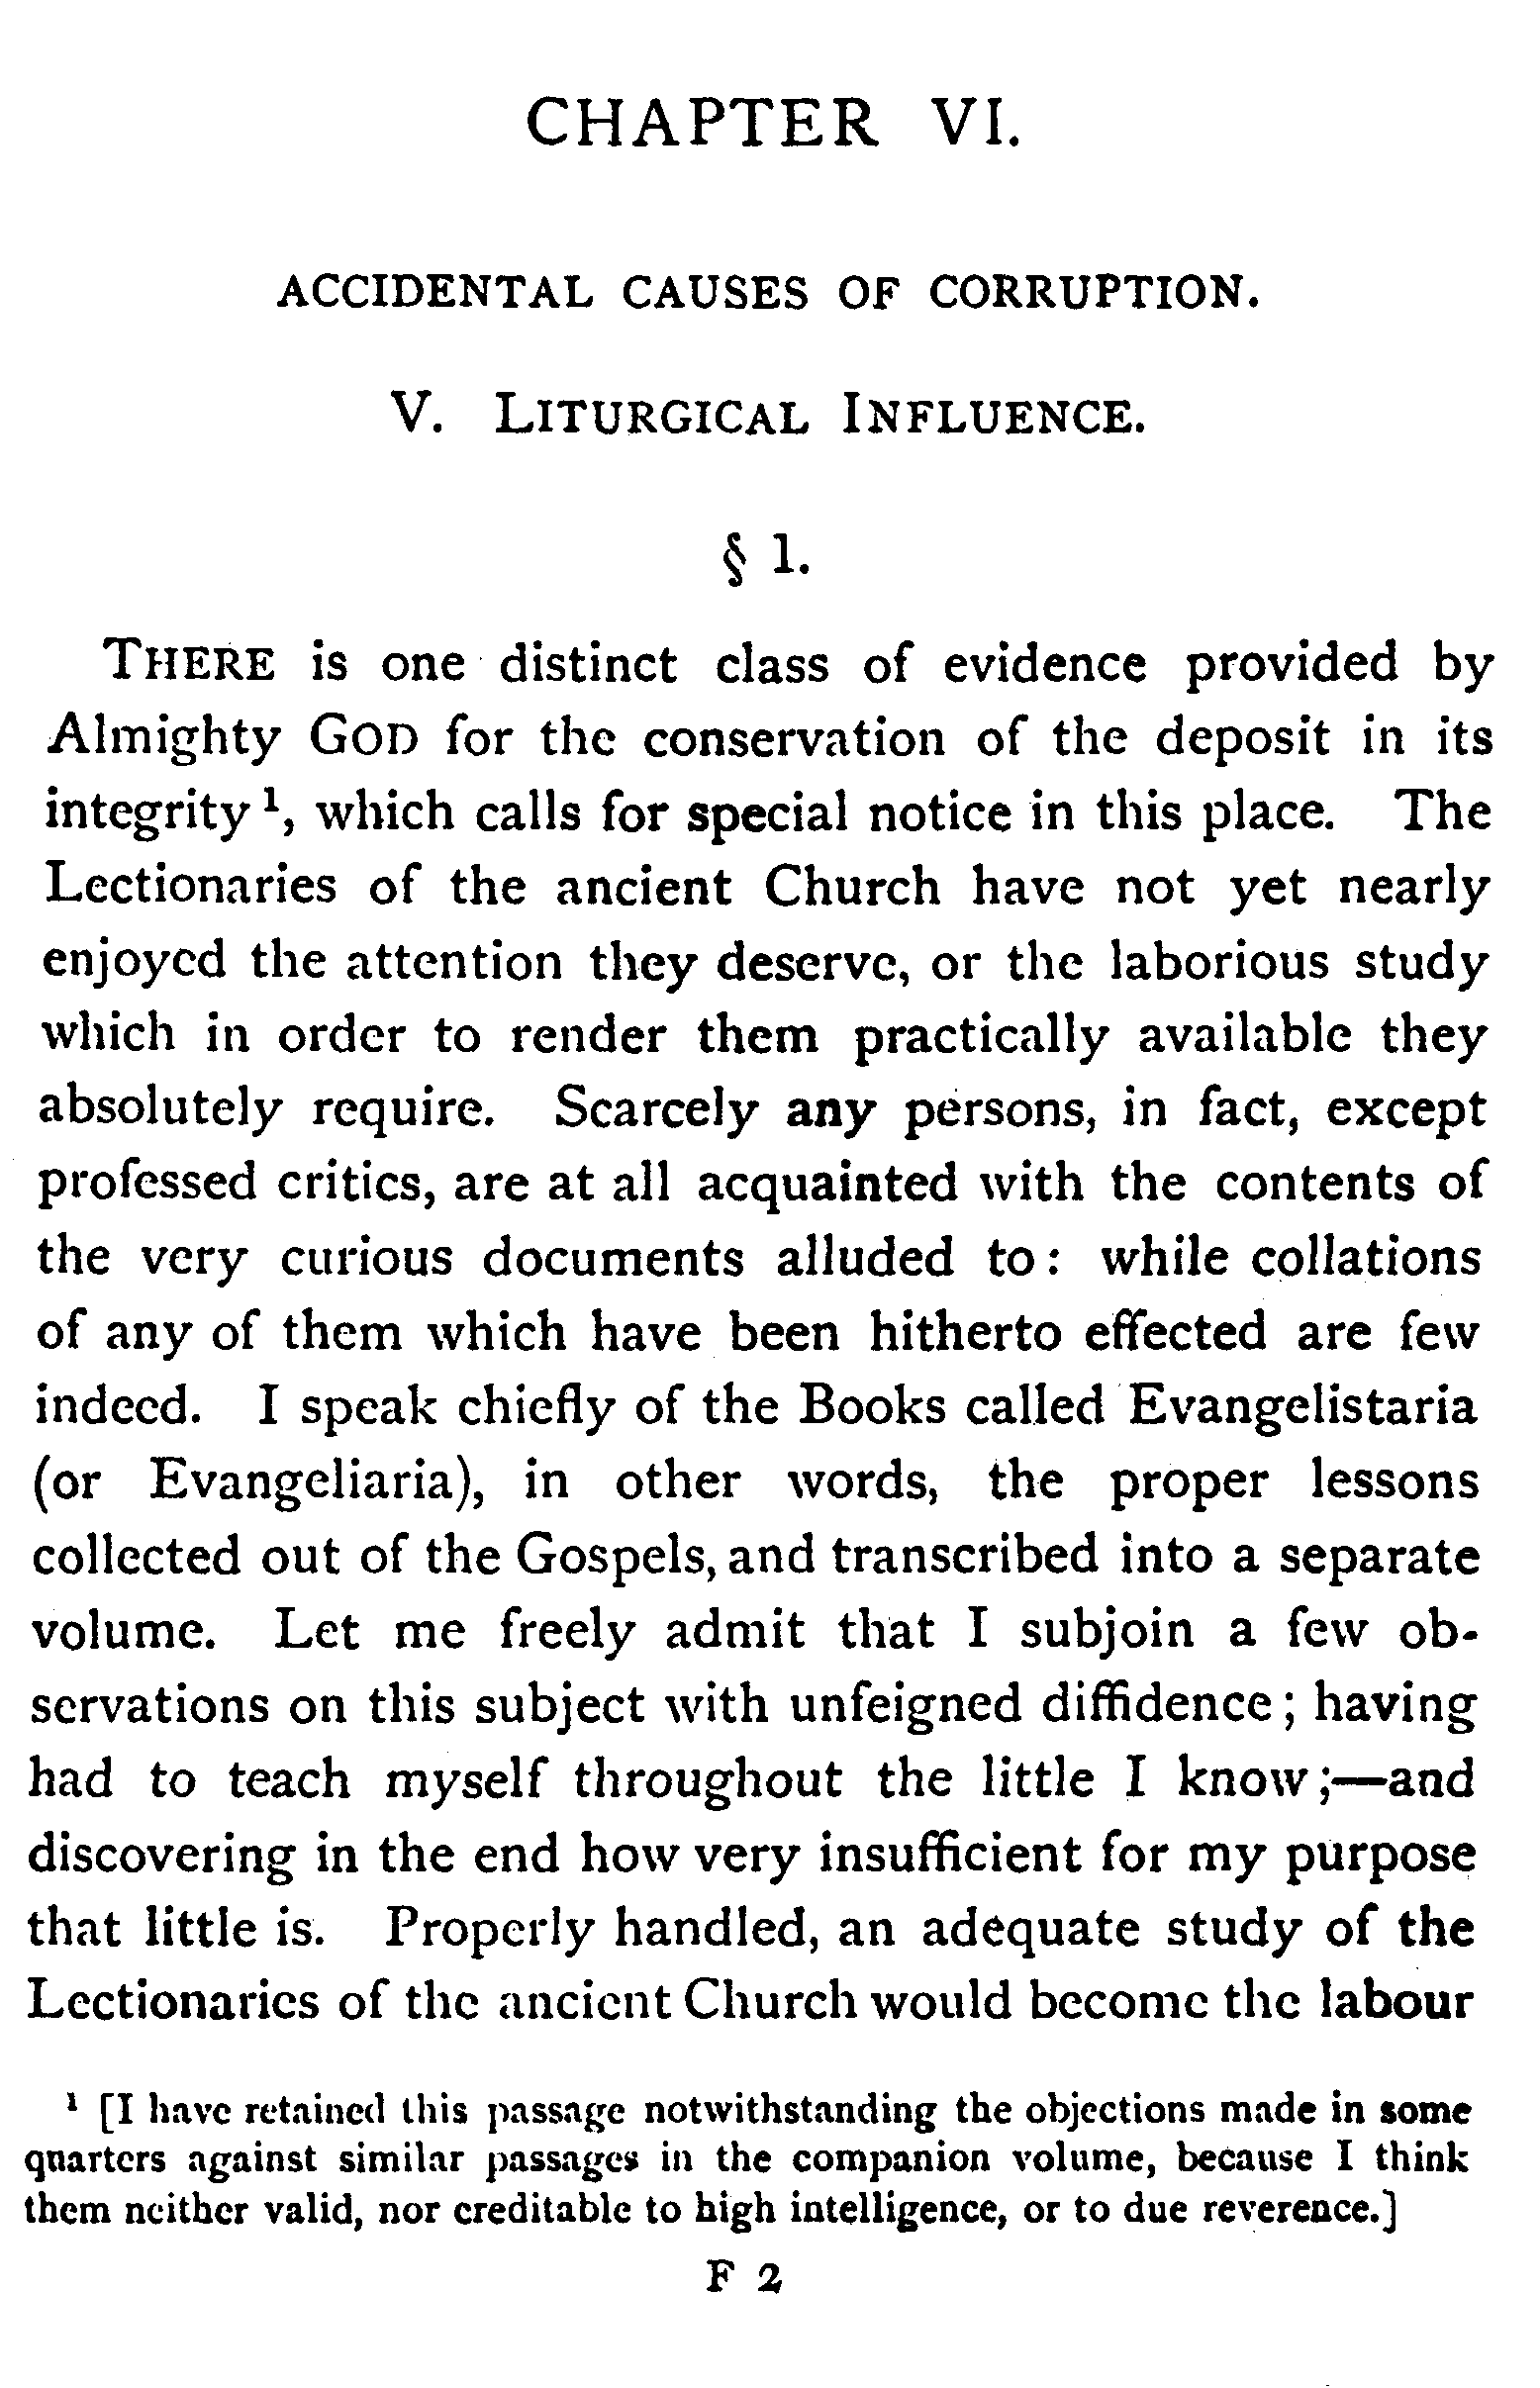 CHAPTER VI.
ACCIDENTAL CAUSES OF CORRUPTION.
V. LITURGICAL INFLUENCE.
§ 1.
THERE is one distinct class of evidence provided by
Almighty GOD for the conservation of the deposit in its
integrity ¹, which calls for special notice in this place. The
Lectionaries of the ancient Church have not yet nearly
enjoyed the attention they deserve, or the laborious study
which in order to render them practically available they
absolutely require. Scarcely any persons, in fact, except
professed critics, are at all acquainted with the contents of
the very curious documents alluded to: while collations
of any of them which have been hitherto effected are few
indeed. I speak chiefly of the Books called Evangelistaria
(or Evangeliaria), in other words, the proper lessons
collected out of the Gospels, and transcribed into a separate
volume. Let me freely admit that I subjoin a few ob-
servations on this subject with unfeigned diffidence; having
had to teach myself throughout the little I know;—and
discovering in the end how very insufficient for my purpose
that little is. Properly handled, an adequate study of the
Lectionaries of the ancient Church would become the labour
¹ [I have retained this passage notwithstanding the objections made in some
quarters against similar passages in the companion volume, because I think
them neither valid, nor creditable to high intelligence, or to due reverence.]
F 2